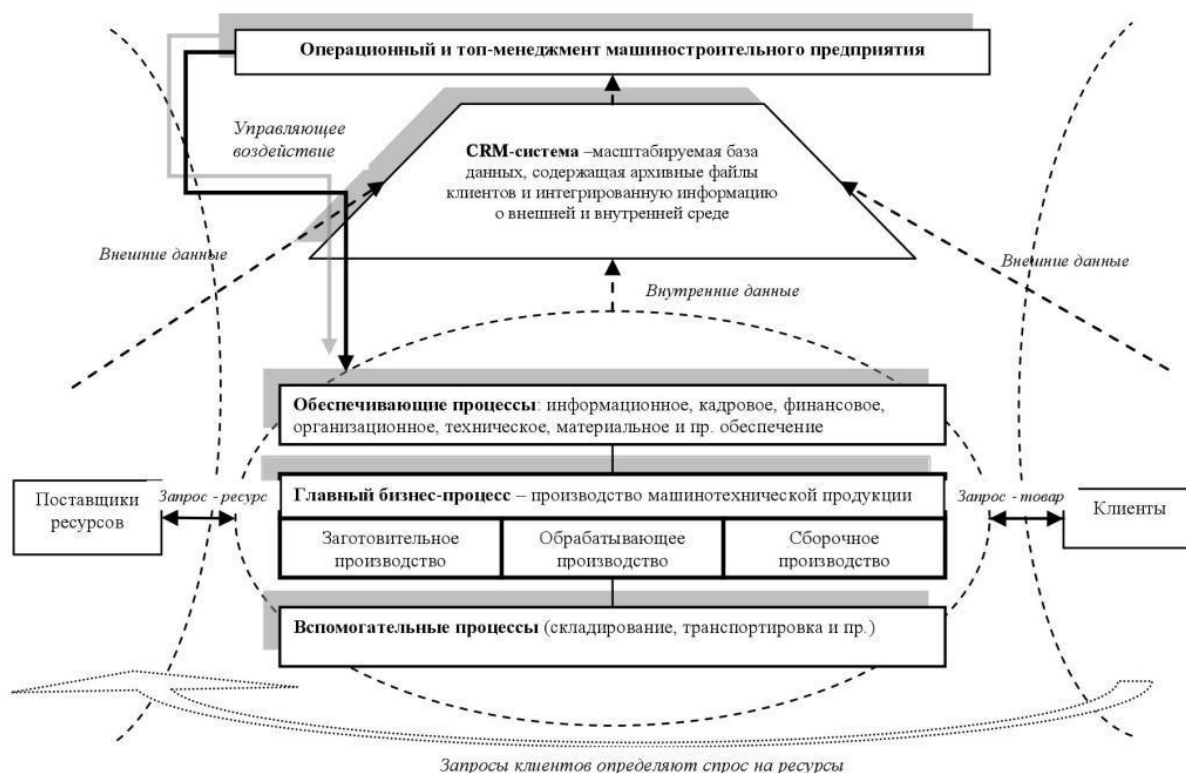 Операционный и топ-менеджмент машиностроительного предприятия
Управляющее
воздействие
CRM-система –масштабируемая база
данных, содержащая архивные файлы
клиентов и интегрированную информацию
о внешней и внутренней среде
Внешние данные
Внешние данные
Внутренние данные
Обеспечивающие процессы: информационное, кадровое, финансовое,
организационное, техническое, материальное и пр. обеспечение
Поставщики
ресурсов
Запрос - ресурс
Главный бизнес-процесс – производство машинотехнической продукции
Заготовительное
производство
Обрабатывающее
производство
Сборочное
производство
Запрос - товар
Клиенты
Вспомогательные процессы (складирование, транспортировка и пр.)
Запросы клиентов определяют спрос на ресурсы